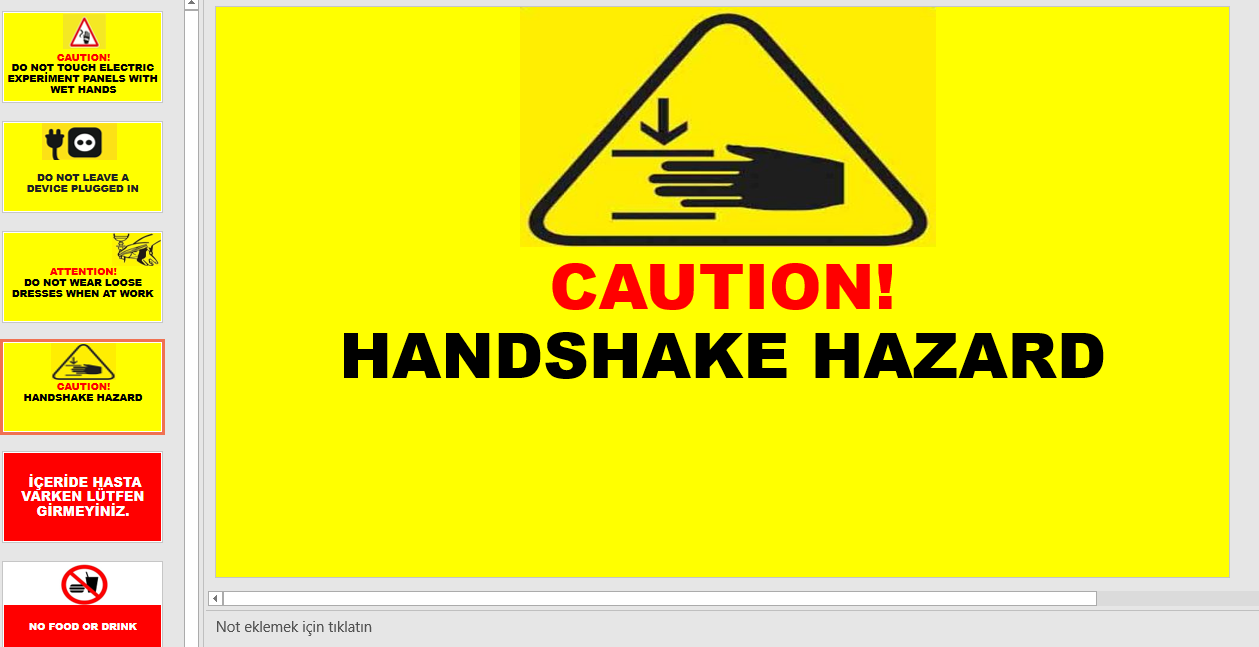 CAUTION!
DO NOT TOUCH ELECTRIC
EXPERİMENT PANELS WITH
WET HANDS
DO NOT LEAVE A
DEVICE PLUGGED IN
ATTENTION!
DO NOT WEAR LOOSE
DRESSES WHEN AT WORK
CAUTION!
HANDSHAKE HAZARD
İÇERİDE HASTA
VARKEN LÜTFEN
GİRMEYİNİZ.
NO FOOD OR DRINK
CAUTION!
HANDSHAKE HAZARD
Not eklemek için tıklatın